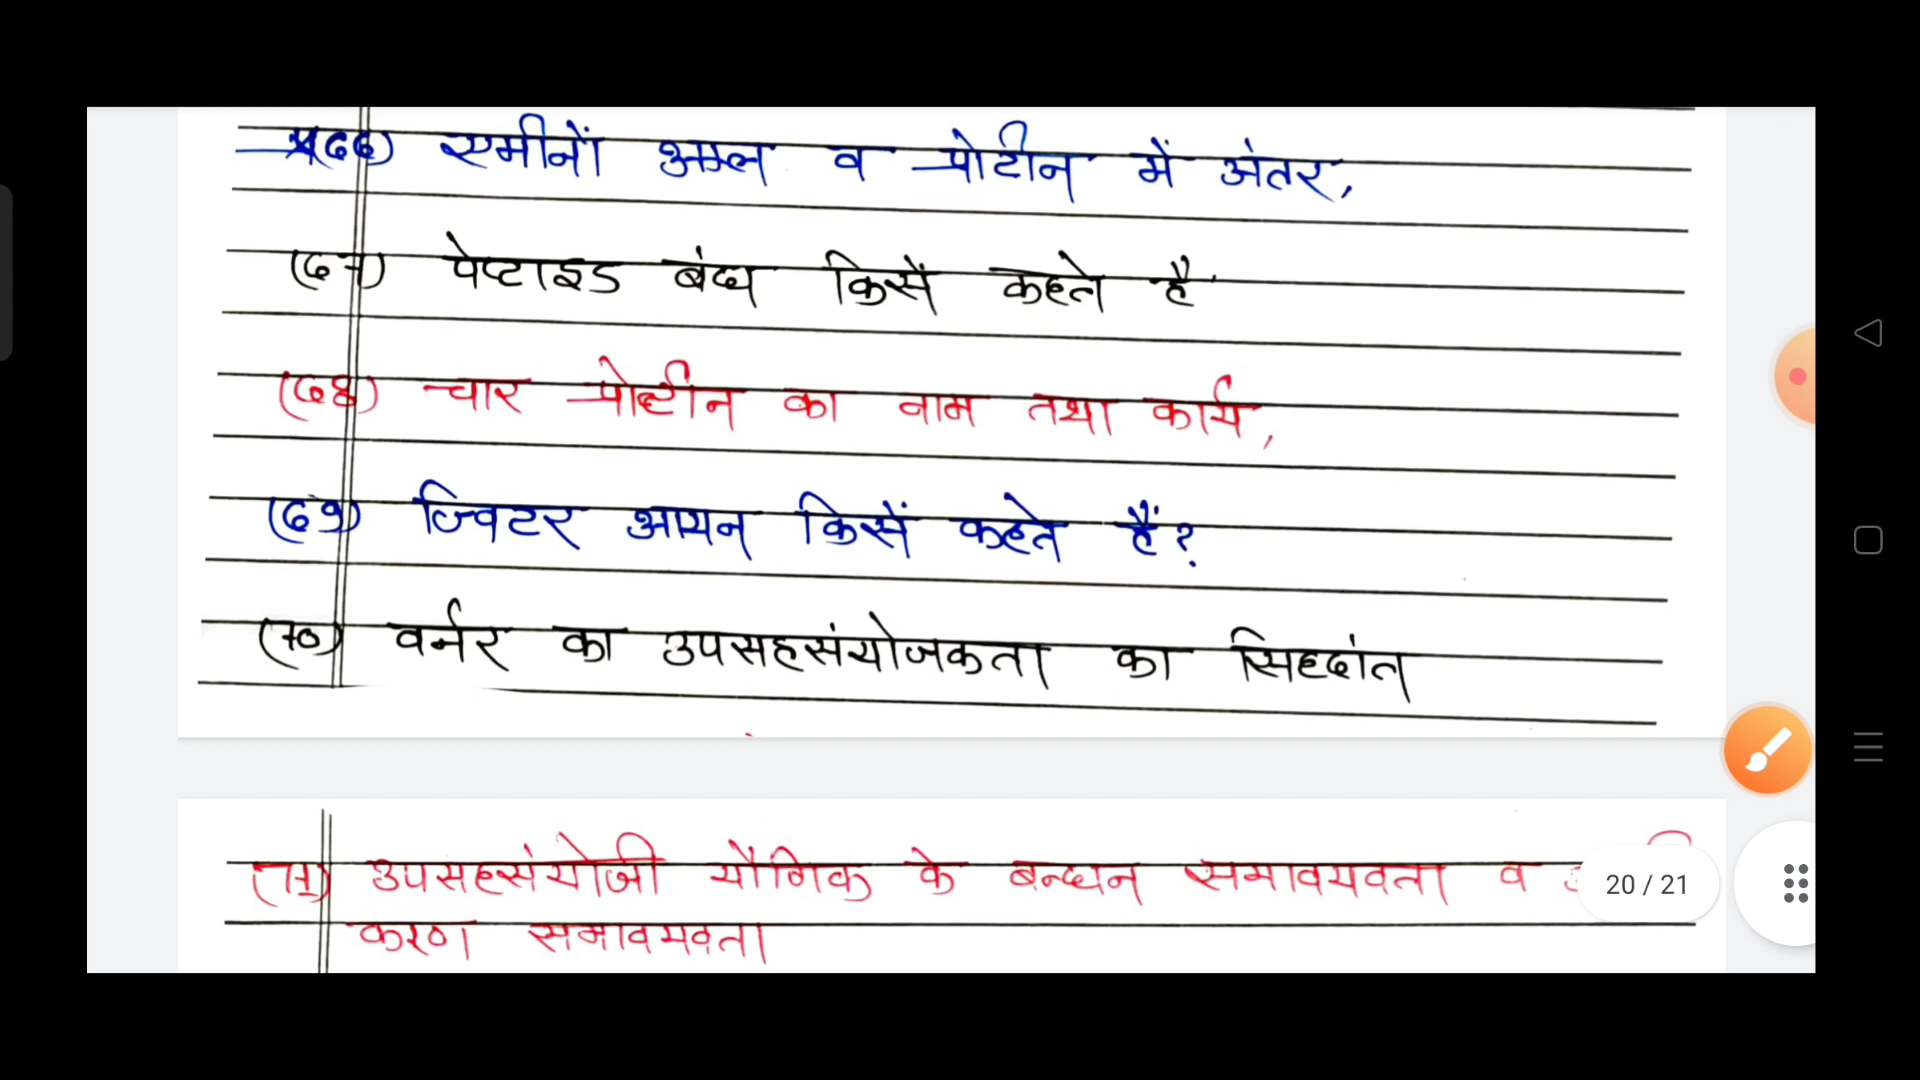 (66) एमीनों अम्ल व प्रोटीन में अंतर,
(67) पेप्टाइड बंध किसें कहते है
(68) चार प्रोटीन का नाम तथा कार्य,
(69) ज्विटर आयन किसें कहते हैं?
(70) वर्नर का उपसहसंयोजकता का सिद्दांत
(71) उपसहसंयोजी यौगिक के बन्धन समावयवता व
20 / 21
करण समावयवता